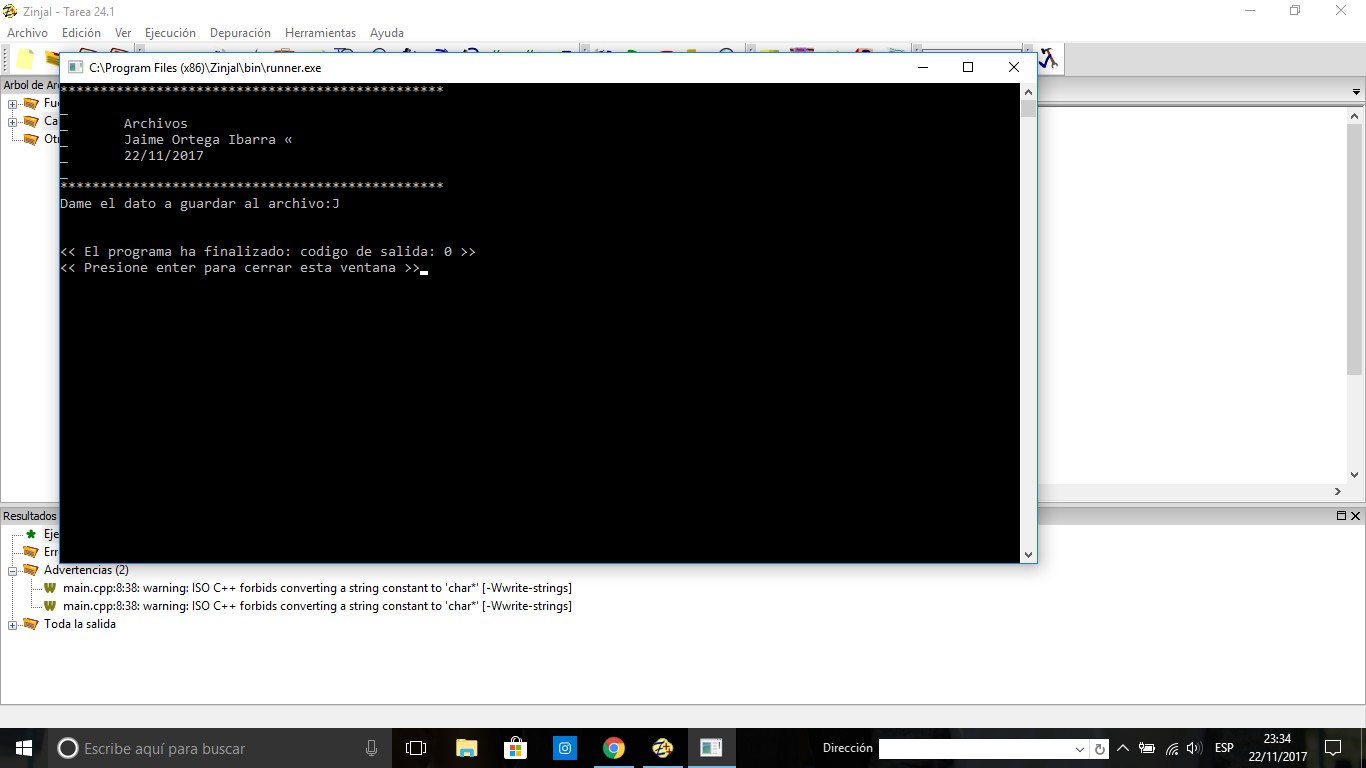 Zinjal - Tarea 24.1
Archivo Edición Ver Ejecución Depuración Herramientas Ayuda
C:\Program Files (x86)\Zinjal\bin\runner.exe
Arbol de Ar
Fue
Ca
Ot
************************************************
_
_ Archivos
_ Jaime Ortega Ibarra «
_ 22/11/2017
_
************************************************
Dame el dato a guardar al archivo:J
<< El programa ha finalizado: codigo de salida: 0 >>
<< Presione enter para cerrar esta ventana >>
Resultados
Eje
Err
Advertencias (2)
main.cpp:8:38: warning: ISO C++ forbids converting a string constant to 'char*' [-Wwrite-strings]
main.cpp:8:38: warning: ISO C++ forbids converting a string constant to 'char*' [-Wwrite-strings]
Toda la salida
Escribe aquí para buscar
Dirección
ESP
23:34
22/11/2017